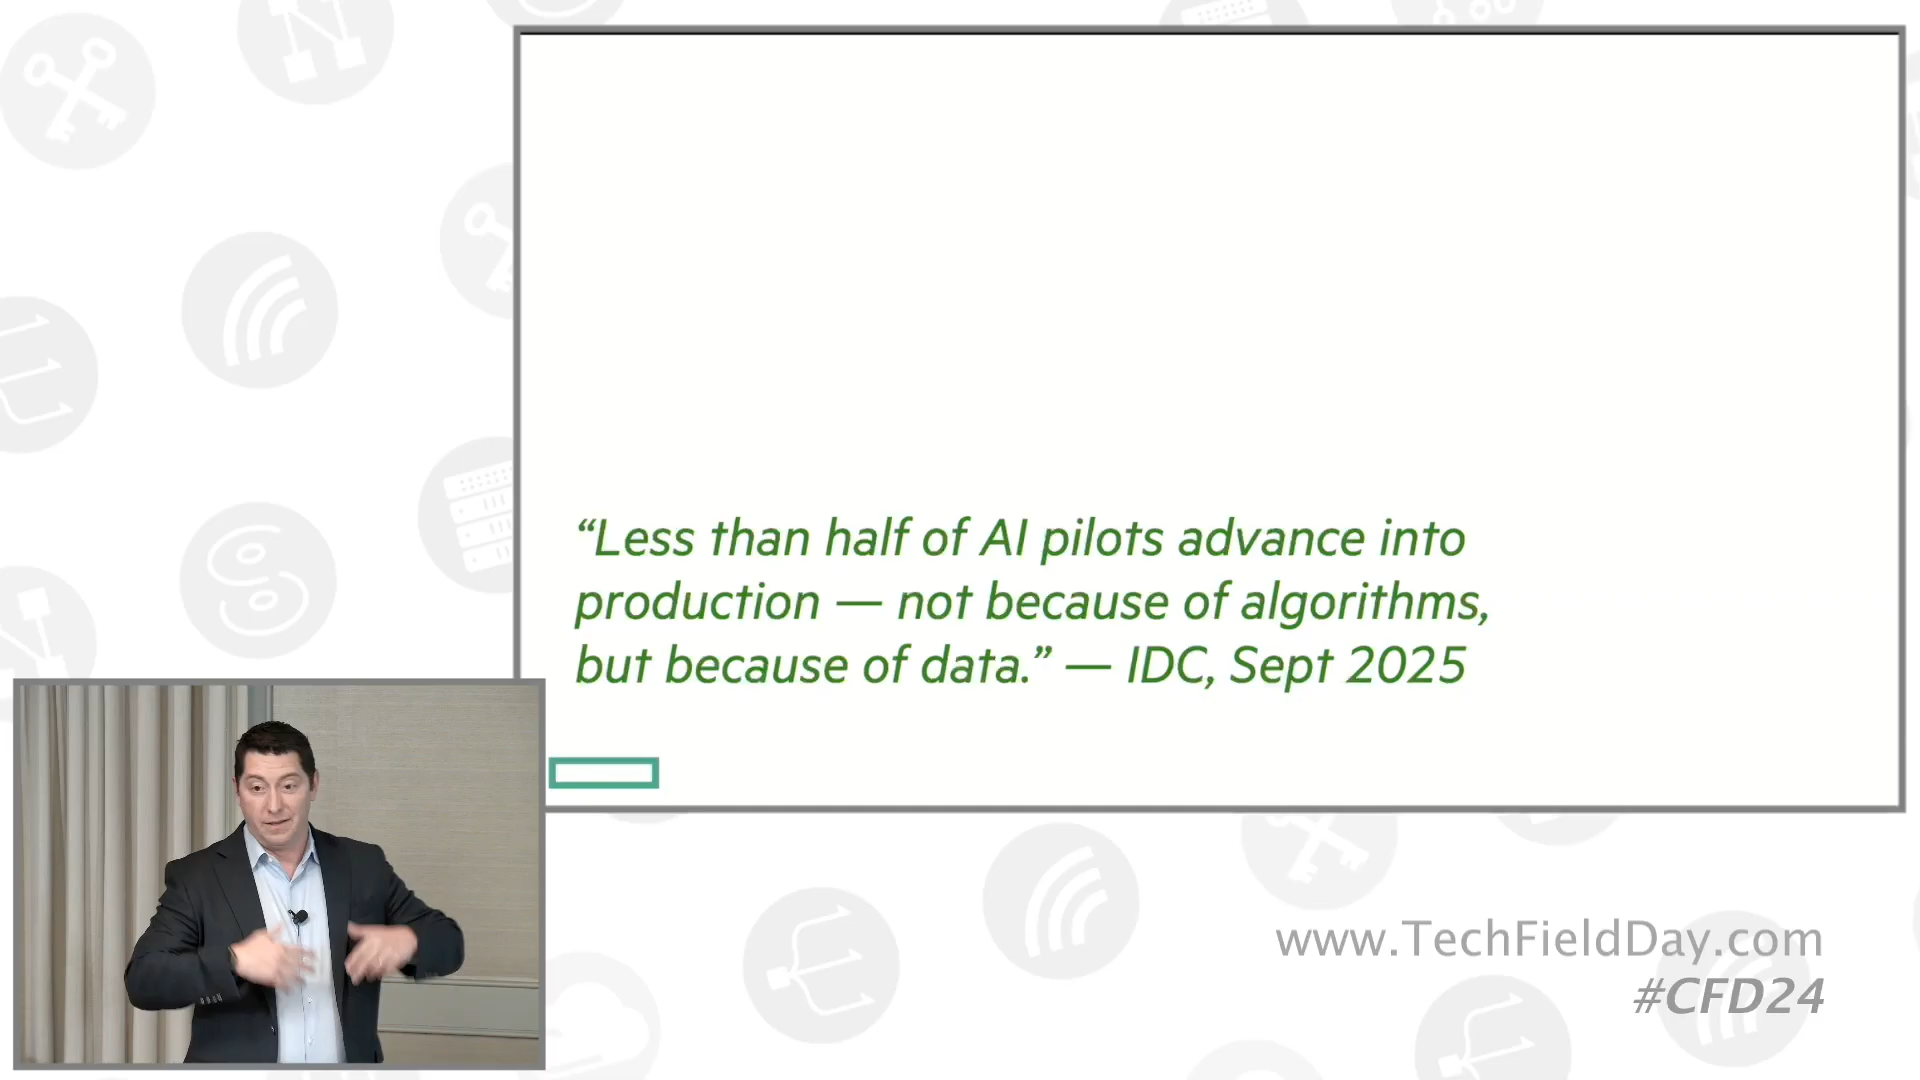 “Less than half of AI pilots advance into
production — not because of algorithms,
but because of data.” — IDC, Sept 2025
www.TechFieldDay.com
#CFD24